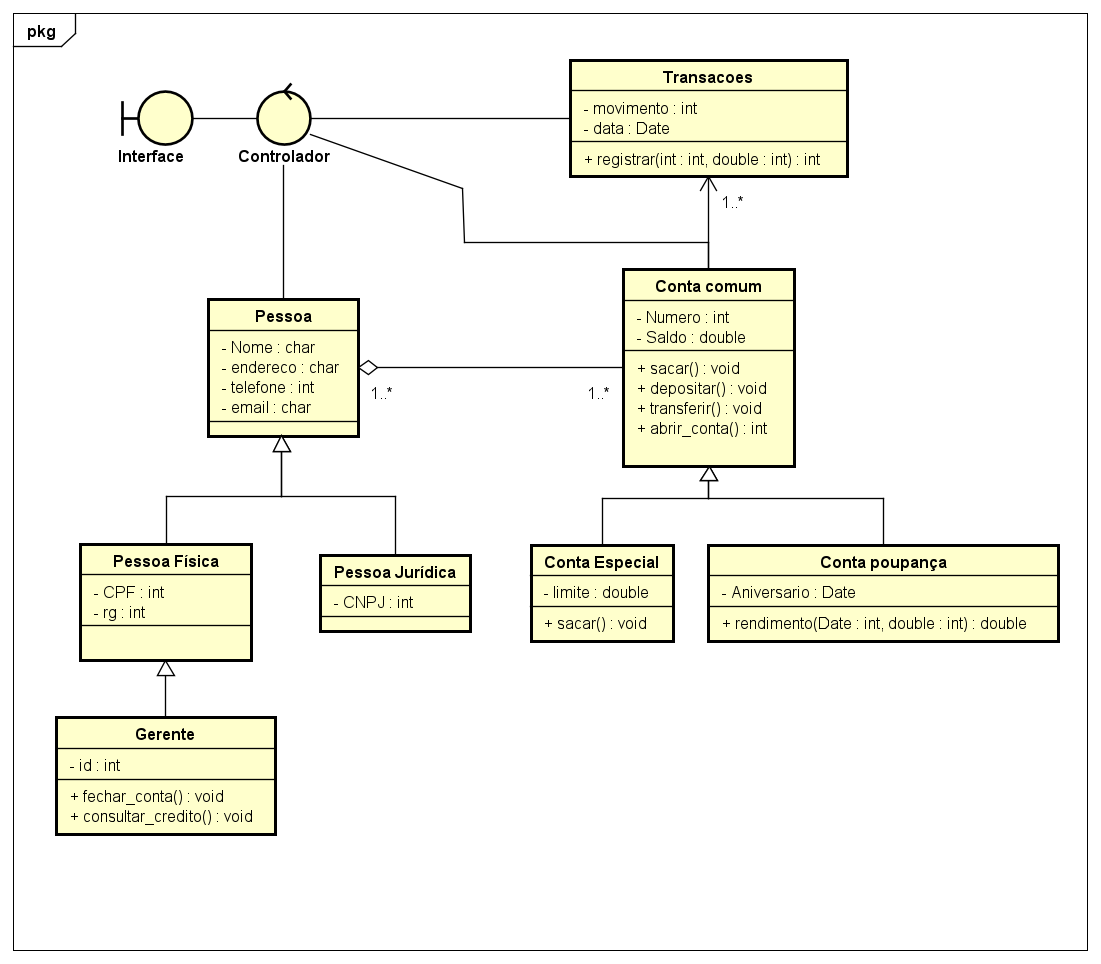 pkg
Interface
Controlador
Transacoes
- movimento : int
- data : Date
+ registrar(int : int, double : int) : int
1..*
Pessoa
- Nome : char
- endereco : char
- telefone : int
- email : char
1..*
1..*
Conta comum
- Numero : int
- Saldo : double
+ sacar() : void
+ depositar() : void
+ transferir() : void
+ abrir_conta() : int
Pessoa Física
- CPF : int
- rg : int
Pessoa Jurídica
- CNPJ : int
Conta Especial
- limite : double
+ sacar() : void
Conta poupança
- Aniversario : Date
+ rendimento(Date : int, double : int) : double
Gerente
- id : int
+ fechar_conta() : void
+ consultar_credito() : void